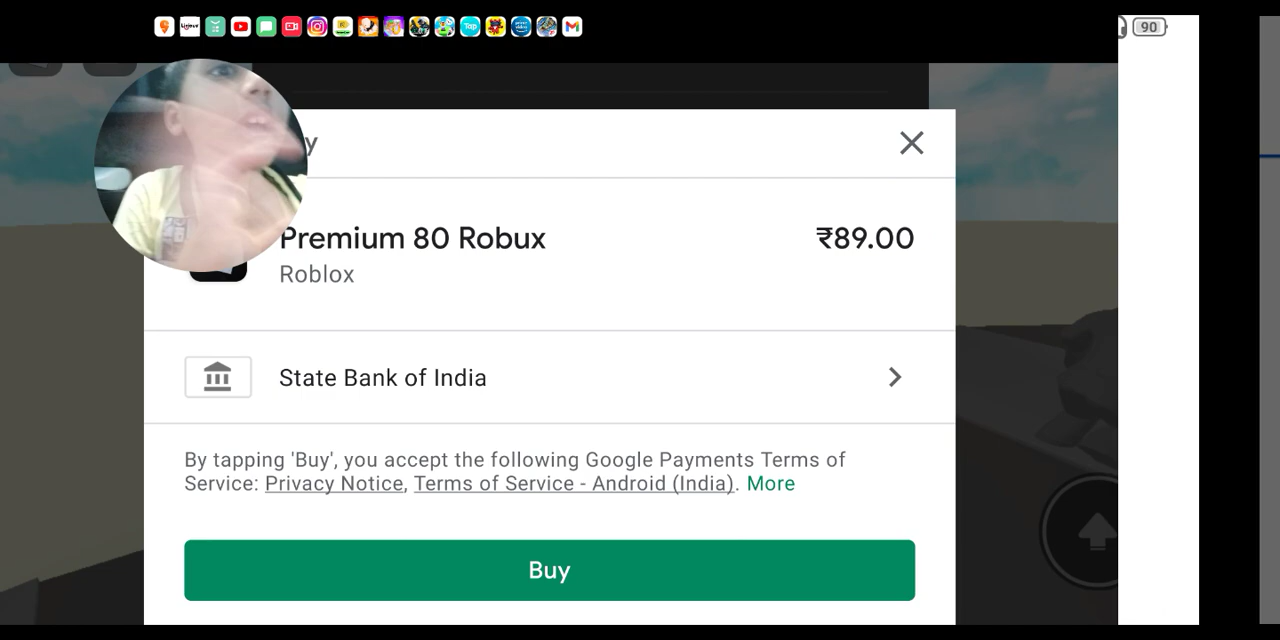 90
y
Premium 80 Robux
₹89.00
Roblox
State Bank of India
By tapping 'Buy', you accept the following Google Payments Terms of
Service: Privacy Notice, Terms of Service - Android (India). More
Buy